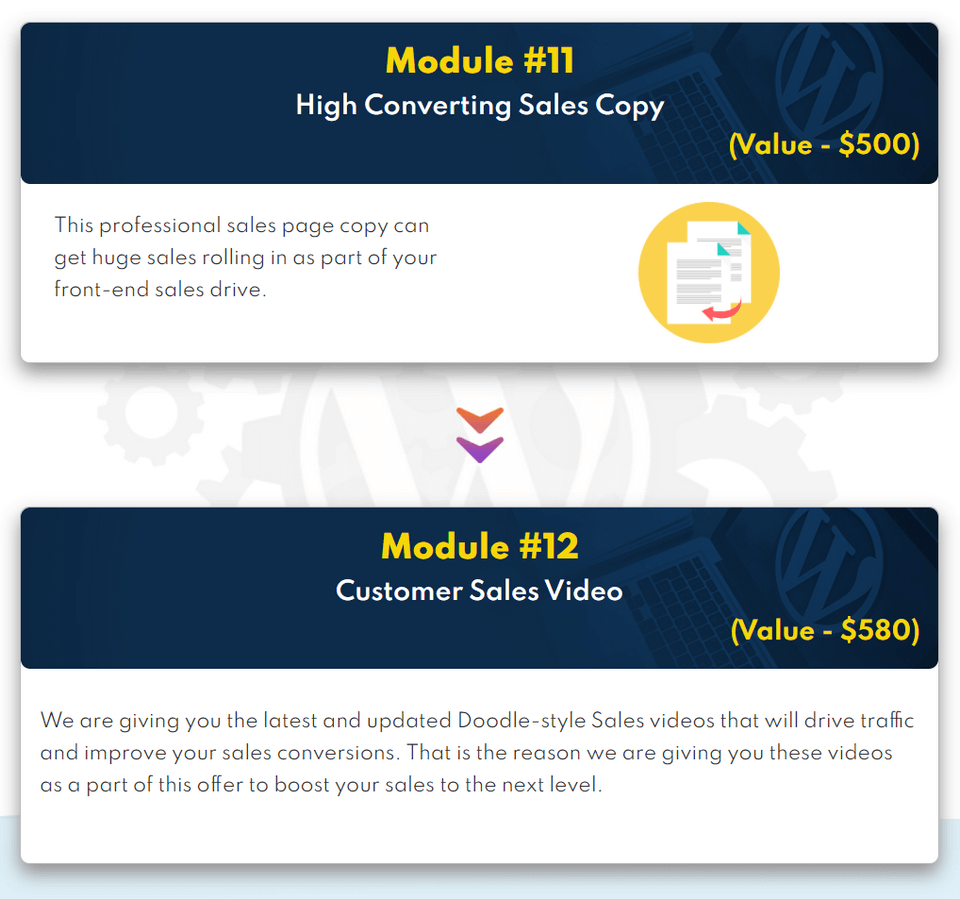 Module #11
High Converting Sales Copy
(Value - $500)
This professional sales page copy can
get huge sales rolling in as part of your
front-end sales drive.
Module #12
Customer Sales Video
(Value - $580)
We are giving you the latest and updated Doodle-style Sales videos that will drive traffic
and improve your sales conversions. That is the reason we are giving you these videos
as a part of this offer to boost your sales to the next level.